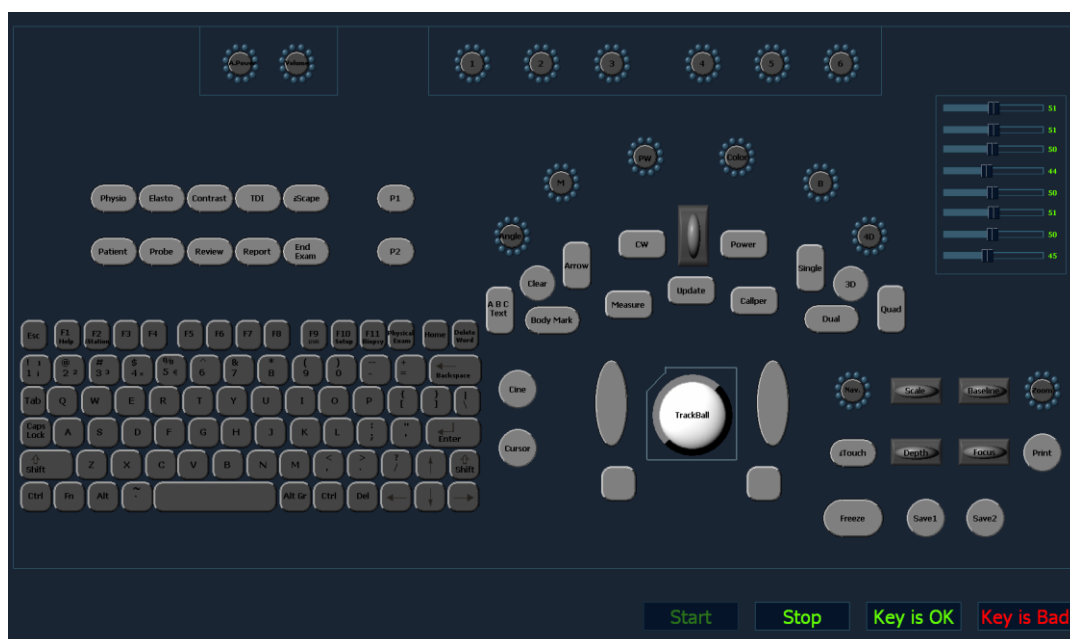 A.Power Volume 1 2 3 4 5 6
51
51
50
44
50
51
50
45
PW Color
M B
Physio Elasto Contrast TDI iScape P1
Angle 4D
CW Power
Patient Probe Review Report End Exam P2
Arrow Single
Clear 3D
Update
A B C Text Measure Caliper Quad
Body Mark Dual
Esc F1 Help F2 iStation F3 F4 F5 F6 F7 F8 F9 F10 Setup F11 Biopsy Physical Exam Home Delete Word
! 1 @ 2 # 3 $ 4 % 5 ^ 6 & 7 * 8 ( 9 ) 0 - + = Backspace
Cine Nav. Scale Baseline Zoom
Tab Q W E R T Y U I O P { [ } ] | \
TrackBall
Caps Lock A S D F G H J K L : ; " , Enter
Cursor iTouch Depth Focus Print
Shift Z X C V B N M < , > . ? / Shift
Ctrl Fn Alt ~ Alt Gr Ctrl Del
Freeze Save1 Save2
Start Stop Key is OK Key is Bad